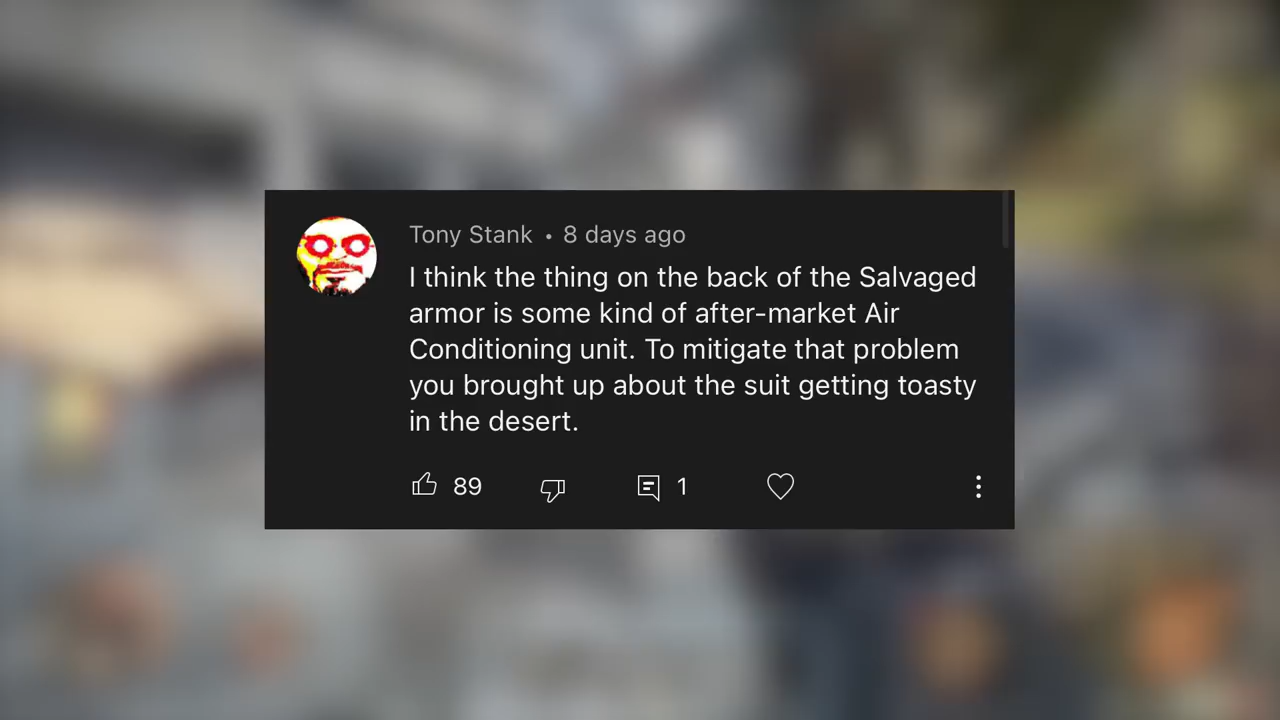 Tony Stank • 8 days ago
I think the thing on the back of the Salvaged
armor is some kind of after-market Air
Conditioning unit. To mitigate that problem
you brought up about the suit getting toasty
in the desert.
89 1